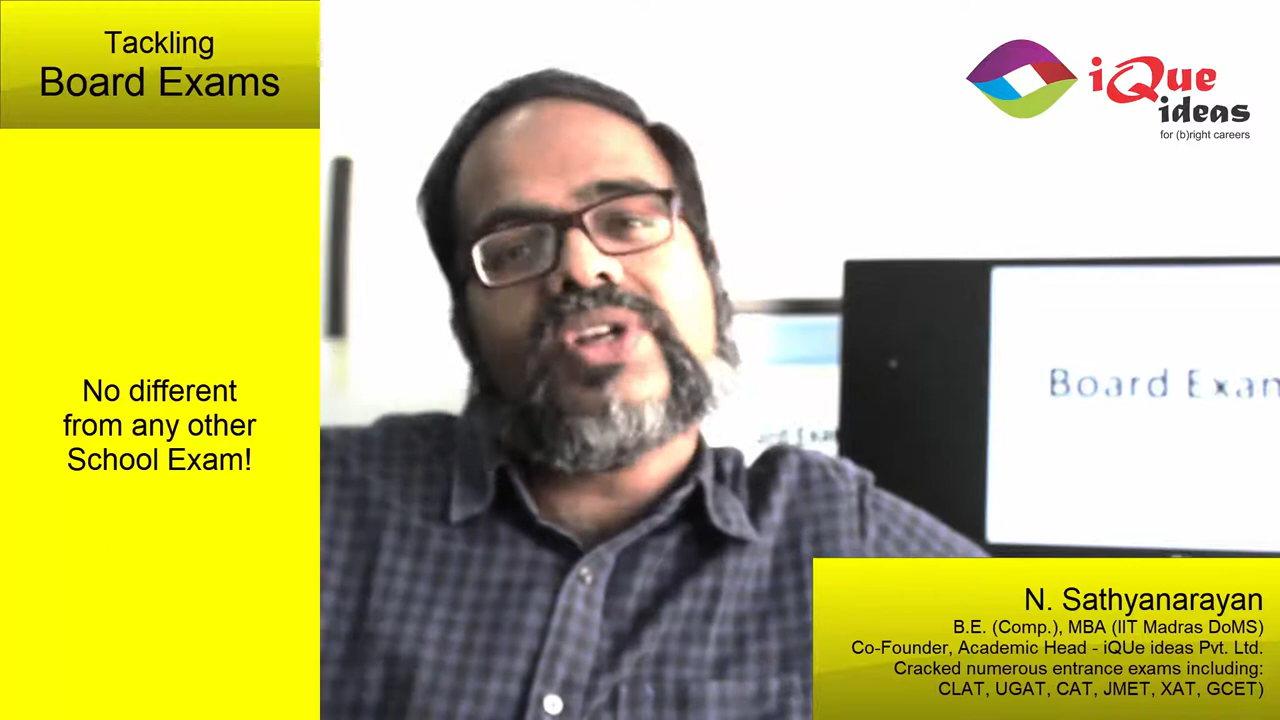 Tackling
Board Exams
iQue
ideas
for (b)right careers
No different
from any other
School Exam!
Board Exam
N. Sathyanarayan
B.E. (Comp.), MBA (IIT Madras DoMS)
Co-Founder, Academic Head - iQUe ideas Pvt. Ltd.
Cracked numerous entrance exams including:
CLAT, UGAT, CAT, JMET, XAT, GCET)